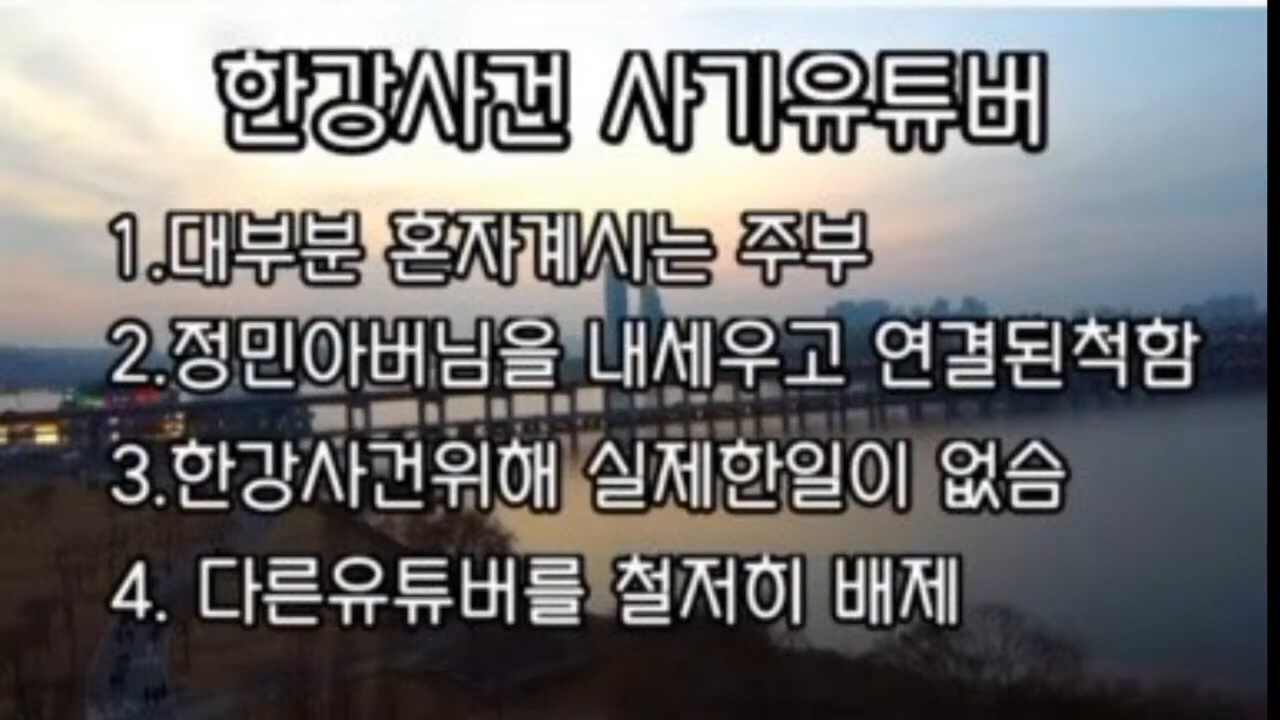 한강사건 사기유튜버
1.대부분 혼자계시는 주부
2.정민아버님을 내세우고 연결된척함
3.한강사건위해 실제한일이 없슴
4. 다른유튜버를 철저히 배제